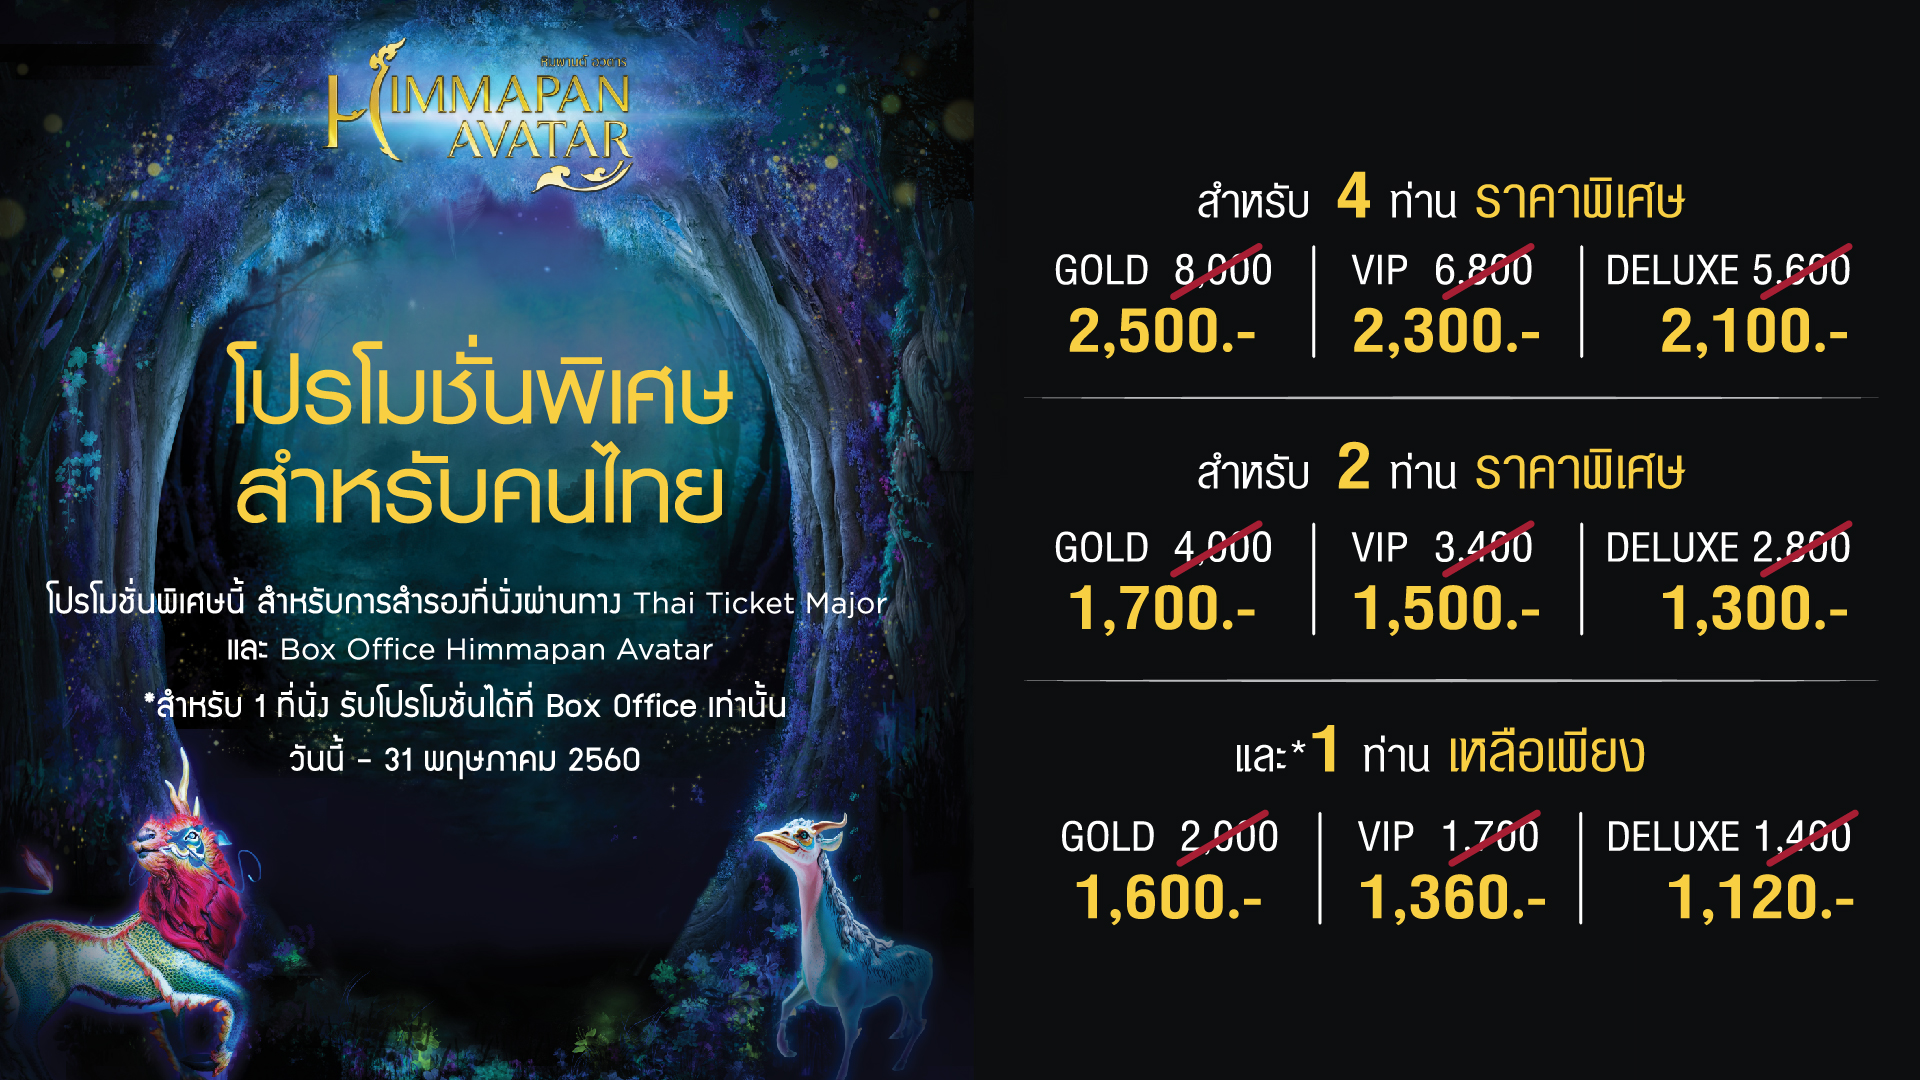 หิมพานต์ อวตาร
HIMMAPAN
AVATAR
โปรโมชั่นพิเศษ
สำหรับคนไทย
โปรโมชั่นพิเศษนี้ สำหรับการสำรองที่นั่งผ่านทาง Thai Ticket Major
และ Box Office Himmapan Avatar
*สำหรับ 1 ที่นั่ง รับโปรโมชั่นได้ที่ Box Office เท่านั้น
วันนี้ - 31 พฤษภาคม 2560
สำหรับ 4 ท่าน ราคาพิเศษ
GOLD 8,000 VIP 6,800 DELUXE 5,600
2,500.- 2,300.- 2,100.-
สำหรับ 2 ท่าน ราคาพิเศษ
GOLD 4,000 VIP 3,400 DELUXE 2,800
1,700.- 1,500.- 1,300.-
และ*1 ท่าน เหลือเพียง
GOLD 2,000 VIP 1,700 DELUXE 1,400
1,600.- 1,360.- 1,120.-